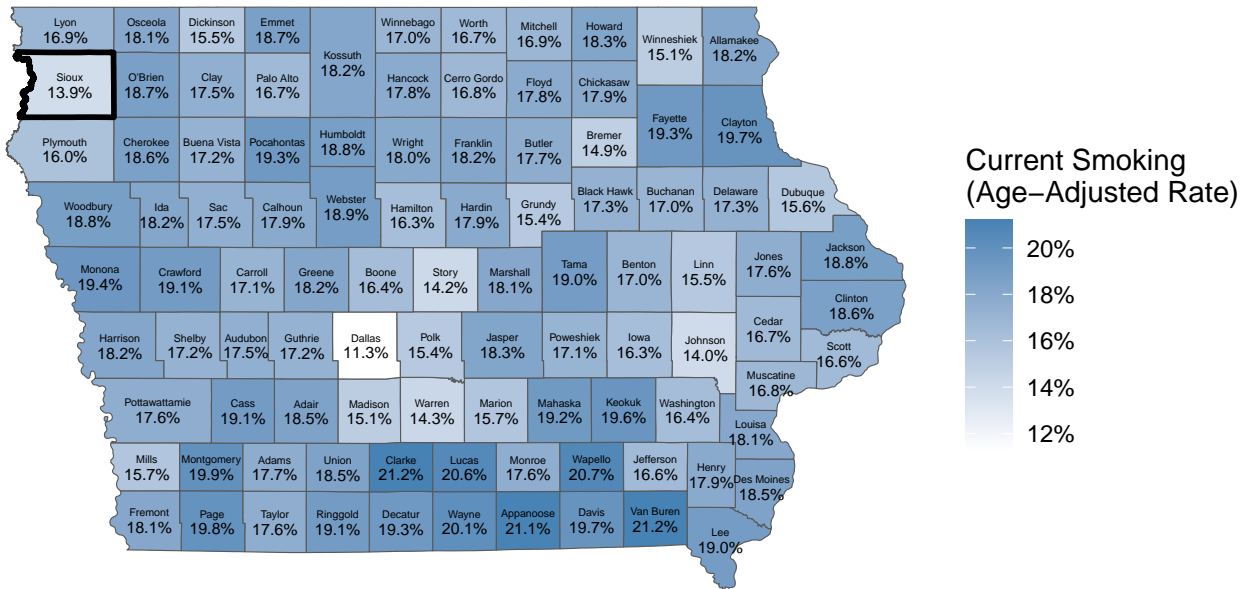 Lyon
16.9%
Osceola
18.1%
Dickinson
15.5%
Emmet
18.7%
Kossuth
18.2%
Winnebago
17.0%
Worth
16.7%
Mitchell
16.9%
Howard
18.3%
Winneshiek
15.1%
Allamakee
18.2%
Sioux
13.9%
O'Brien
18.7%
Clay
17.5%
Palo Alto
16.7%
Hancock
17.8%
Cerro Gordo
16.8%
Floyd
17.8%
Chickasaw
17.9%
Fayette
19.3%
Clayton
19.7%
Plymouth
16.0%
Cherokee
18.6%
Buena Vista
17.2%
Pocahontas
19.3%
Humboldt
18.8%
Wright
18.0%
Franklin
18.2%
Butler
17.7%
Bremer
14.9%
Woodbury
18.8%
Ida
18.2%
Sac
17.5%
Calhoun
17.9%
Webster
18.9%
Hamilton
16.3%
Hardin
17.9%
Grundy
15.4%
Black Hawk
17.3%
Buchanan
17.0%
Delaware
17.3%
Dubuque
15.6%
Monona
19.4%
Crawford
19.1%
Carroll
17.1%
Greene
18.2%
Boone
16.4%
Story
14.2%
Marshall
18.1%
Tama
19.0%
Benton
17.0%
Linn
15.5%
Jones
17.6%
Jackson
18.8%
Clinton
18.6%
Harrison
18.2%
Shelby
17.2%
Audubon
17.5%
Guthrie
17.2%
Dallas
11.3%
Polk
15.4%
Jasper
18.3%
Poweshiek
17.1%
Iowa
16.3%
Johnson
14.0%
Cedar
16.7%
Scott
16.6%
Muscatine
16.8%
Pottawattamie
17.6%
Cass
19.1%
Adair
18.5%
Madison
15.1%
Warren
14.3%
Marion
15.7%
Mahaska
19.2%
Keokuk
19.6%
Washington
16.4%
Louisa
18.1%
Mills
15.7%
Montgomery
19.9%
Adams
17.7%
Union
18.5%
Clarke
21.2%
Lucas
20.6%
Monroe
17.6%
Wapello
20.7%
Jefferson
16.6%
Henry
17.9%
Des Moines
18.5%
Fremont
18.1%
Page
19.8%
Taylor
17.6%
Ringgold
19.1%
Decatur
19.3%
Wayne
20.1%
Appanoose
21.1%
Davis
19.7%
Van Buren
21.2%
Lee
19.0%
Current Smoking
(Age−Adjusted Rate)
20%
18%
16%
14%
12%